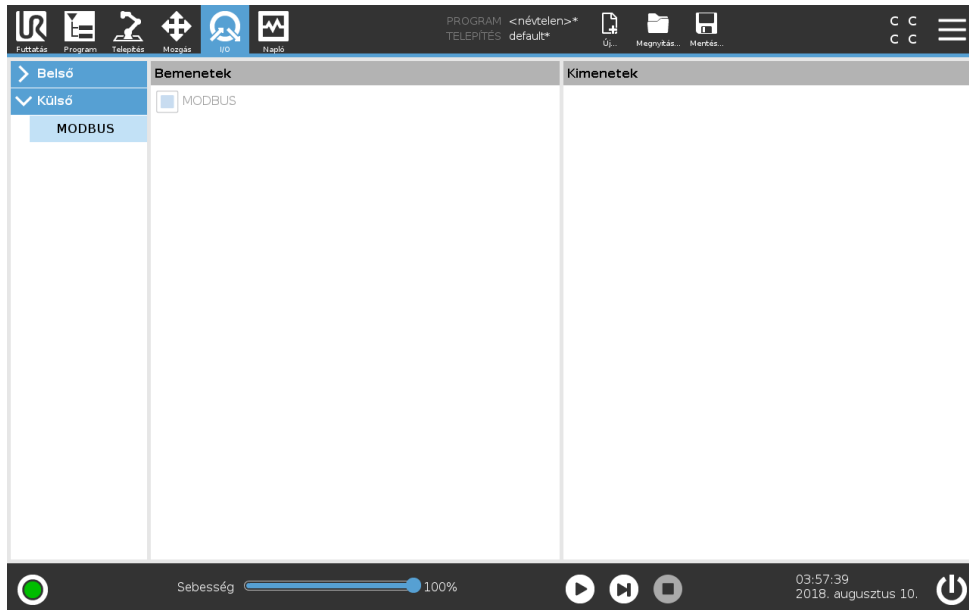 UR
Futtatás
Program
Telepítés
Mozgás
I/O
Napló
PROGRAM <névtelen>*
TELEPÍTÉS default*
Új...
Megnyitás...
Mentés...
C C
C C
Belső
Külső
MODBUS
Bemenetek
MODBUS
Kimenetek
Sebesség 100%
03:57:39
2018. augusztus 10.